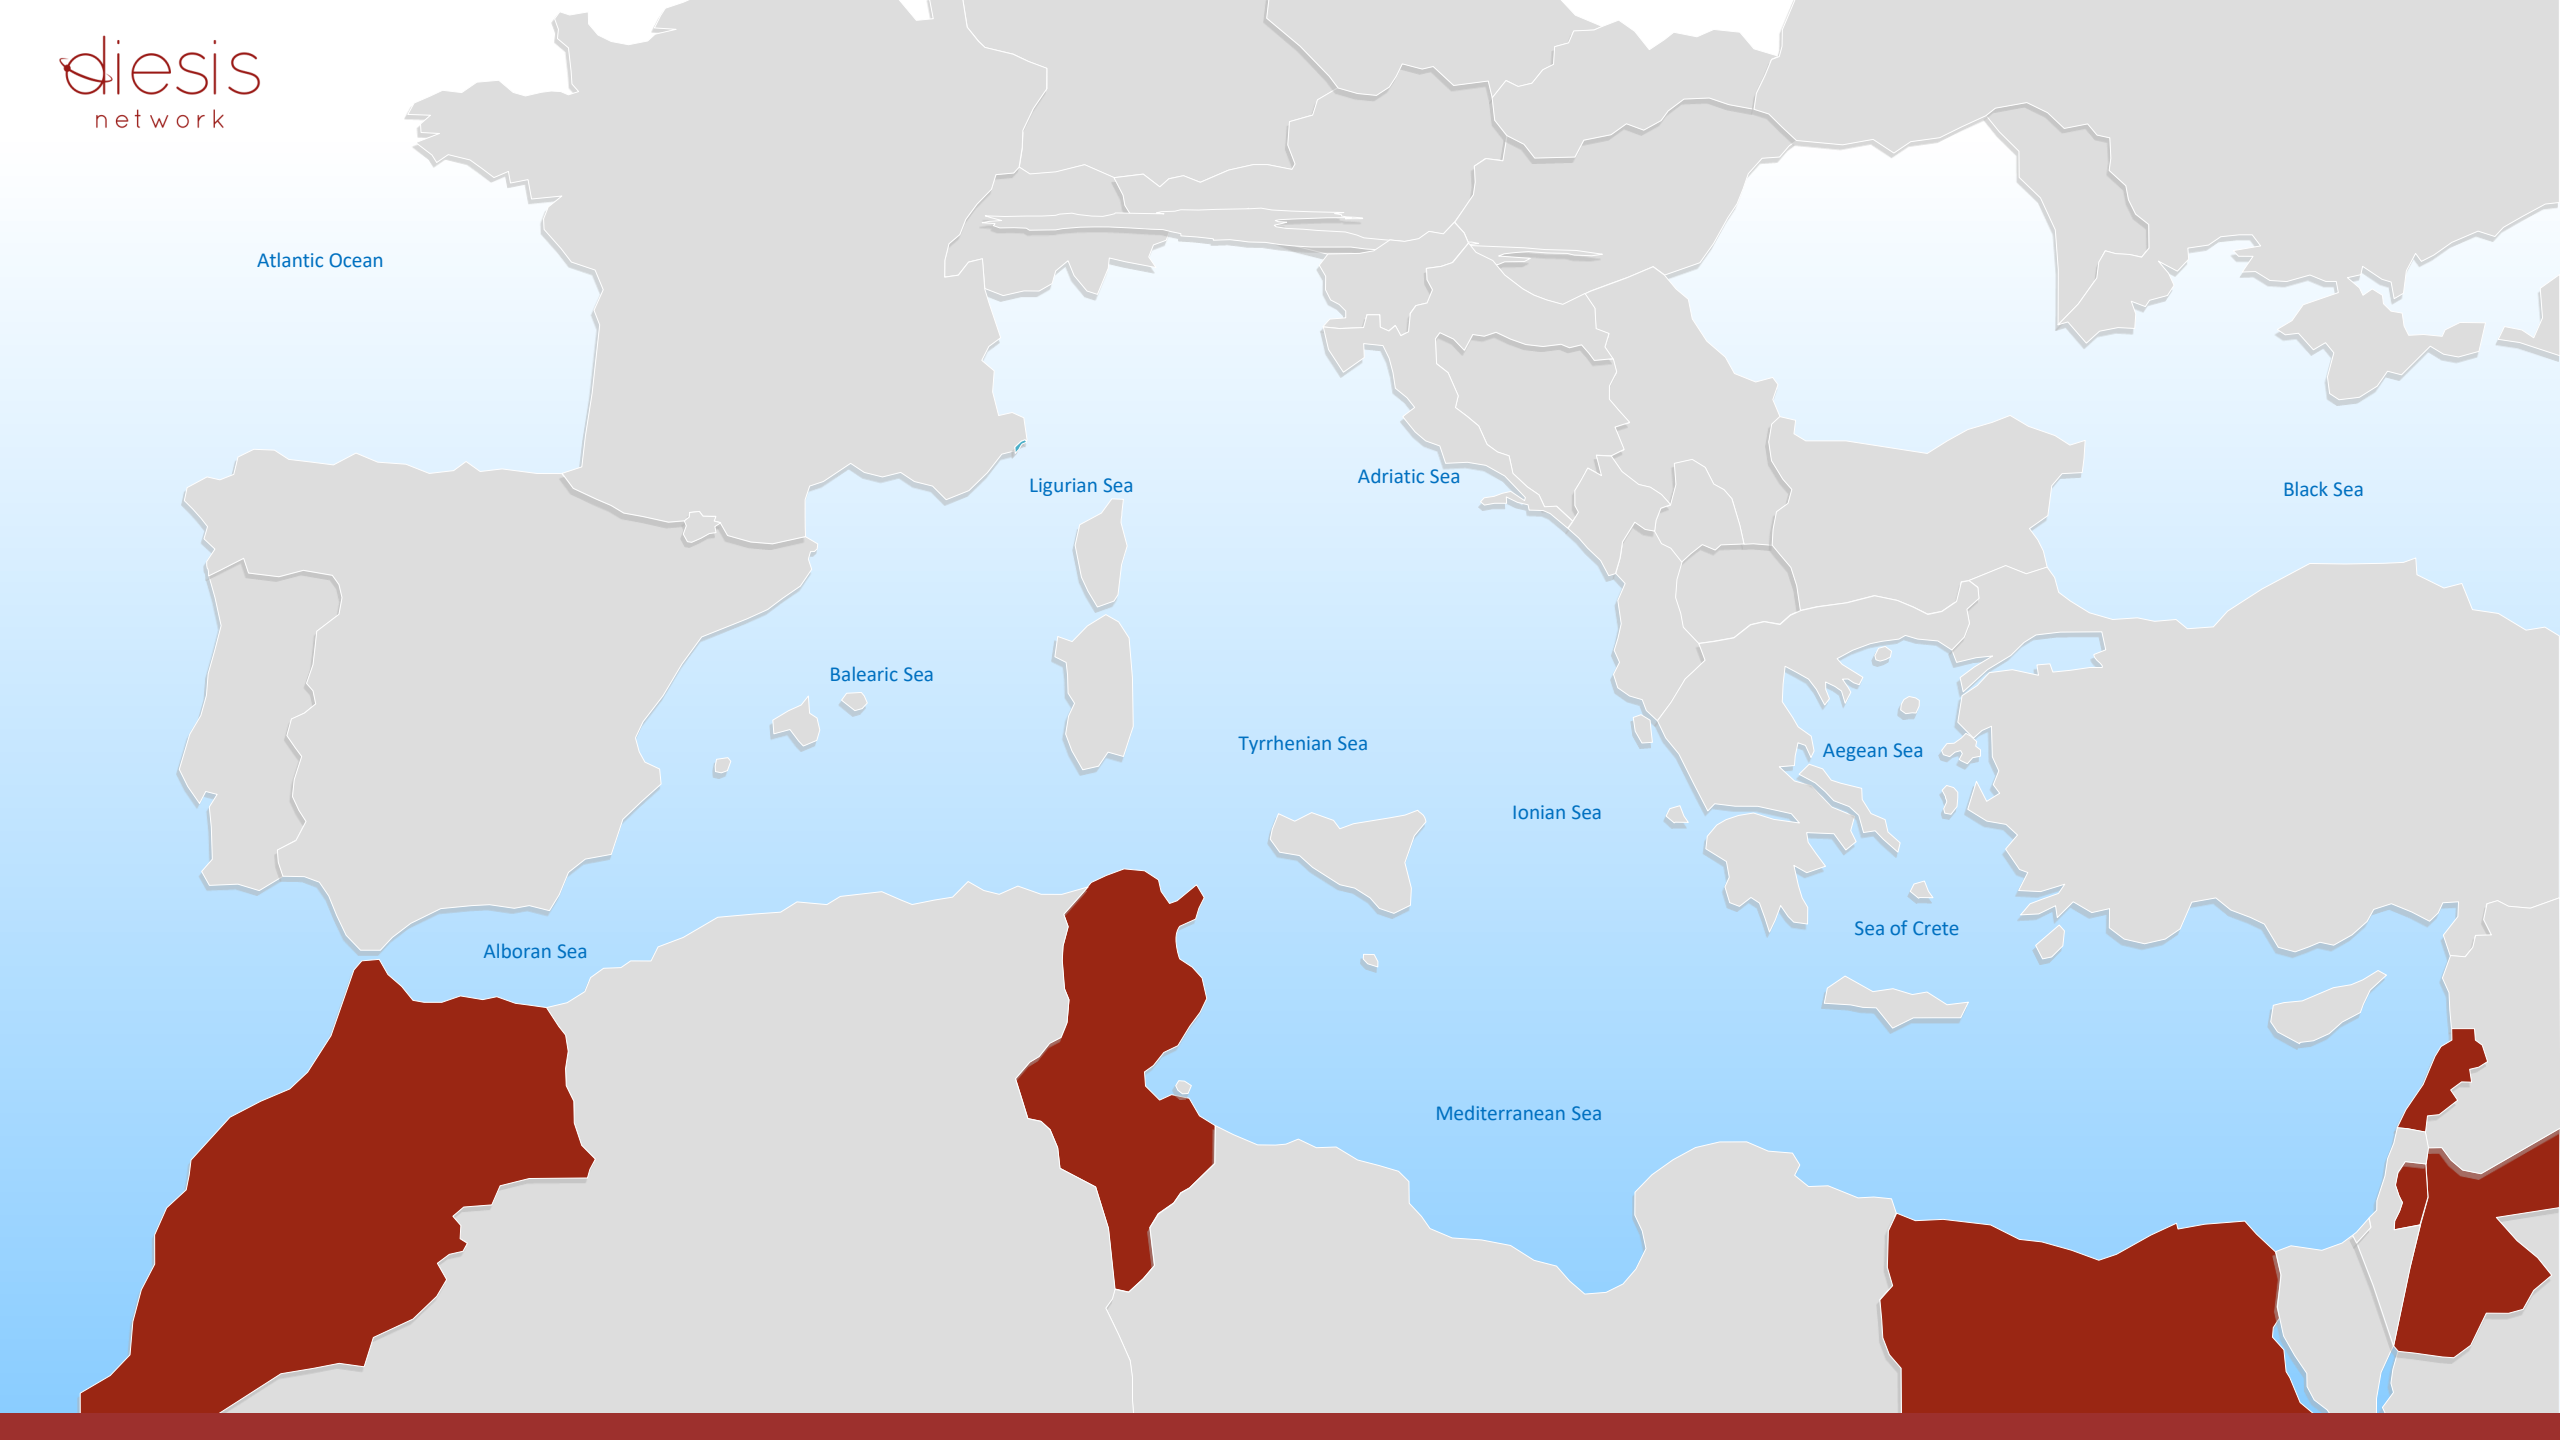 diesis
network
Atlantic Ocean
Ligurian Sea
Adriatic Sea
Black Sea
Balearic Sea
Tyrrhenian Sea
Aegean Sea
Ionian Sea
Sea of Crete
Alboran Sea
Mediterranean Sea